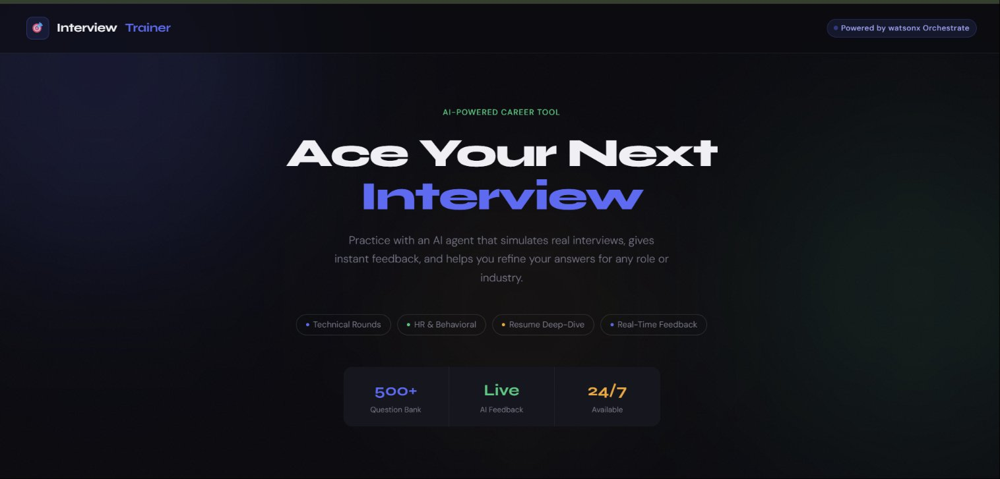 Interview Trainer
Powered by watsonx Orchestrate
AI-POWERED CAREER TOOL
Ace Your Next
Interview
Practice with an AI agent that simulates real interviews, gives
instant feedback, and helps you refine your answers for any role or
industry.
Technical Rounds
HR & Behavioral
Resume Deep-Dive
Real-Time Feedback
500+
Question Bank
Live
AI Feedback
24/7
Available